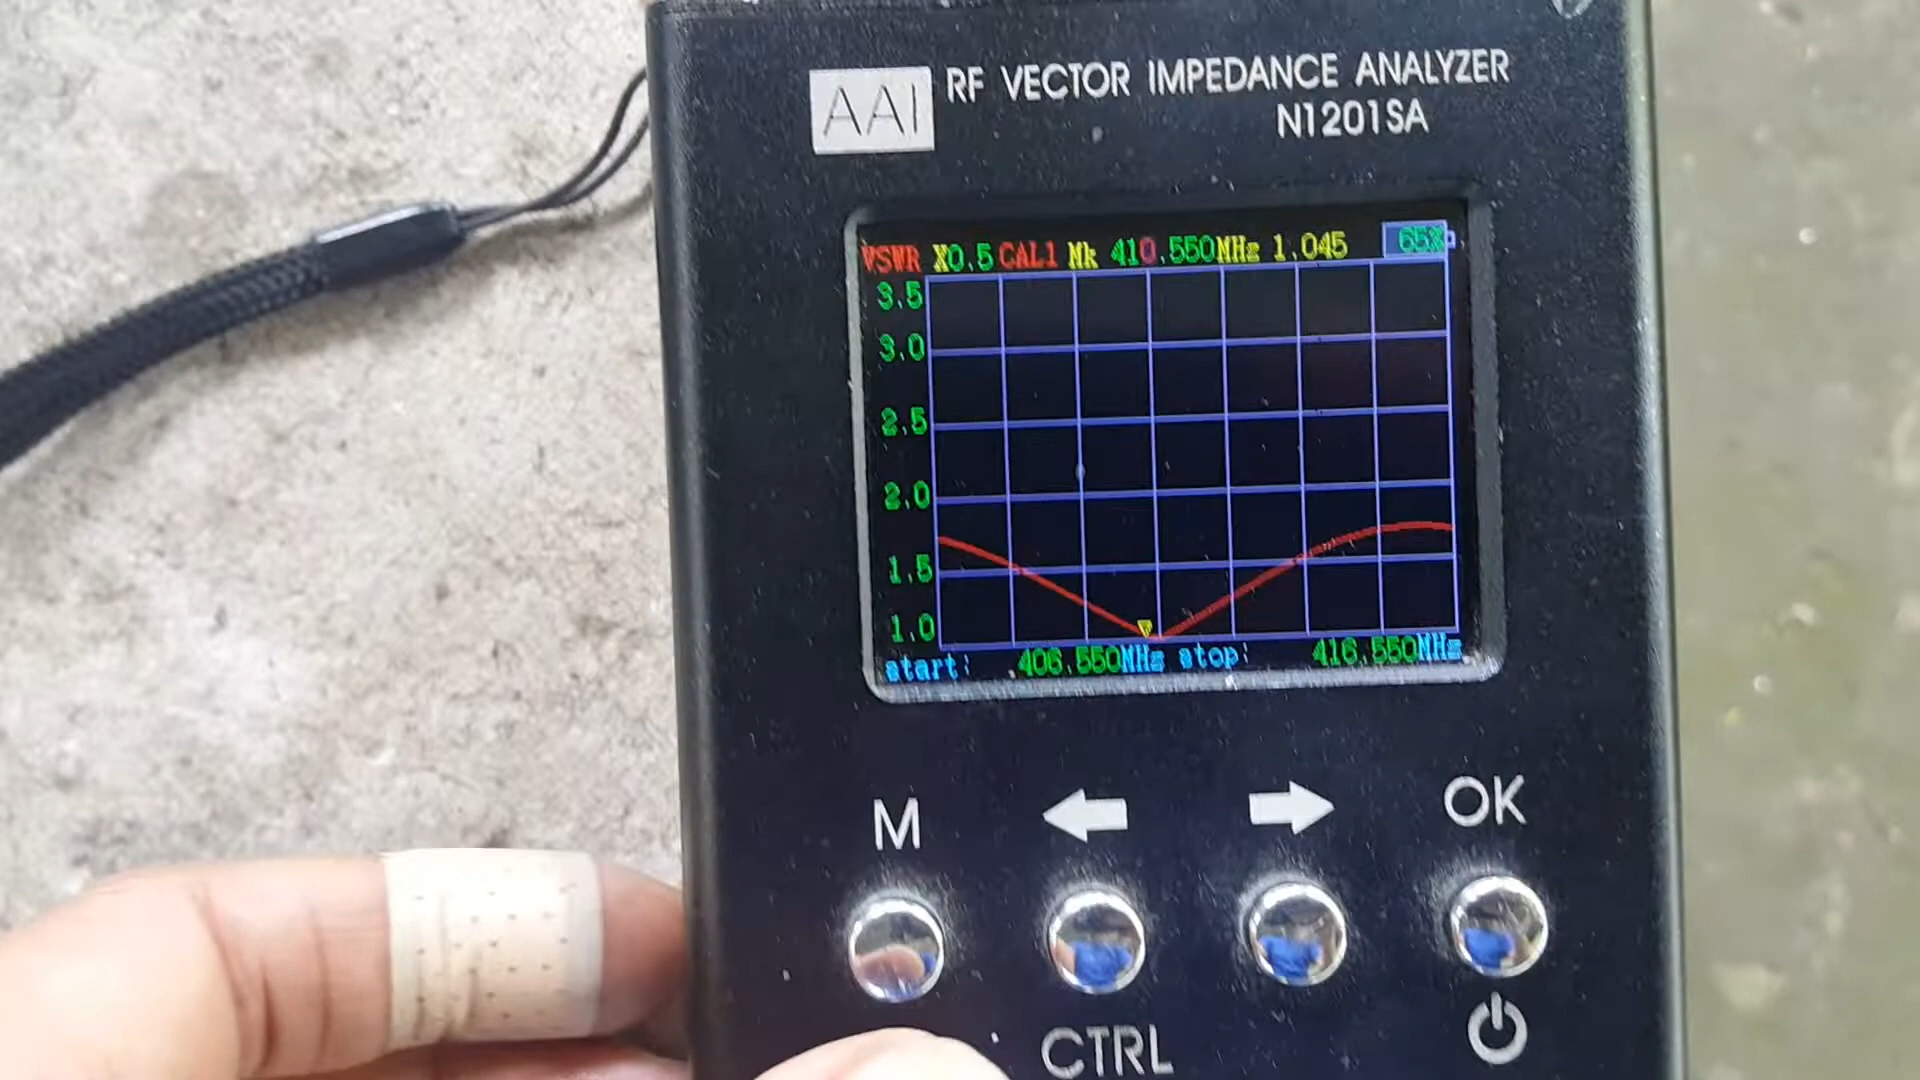 AAI RF VECTOR IMPEDANCE ANALYZER
N1201SA
VSWR X0.5 CAL1 Mk 410.550MHz 1.045 65%
3.5
3.0
2.5
2.0
1.5
1.0
start: 406.550MHz stop: 416.550MHz
M OK
CTRL